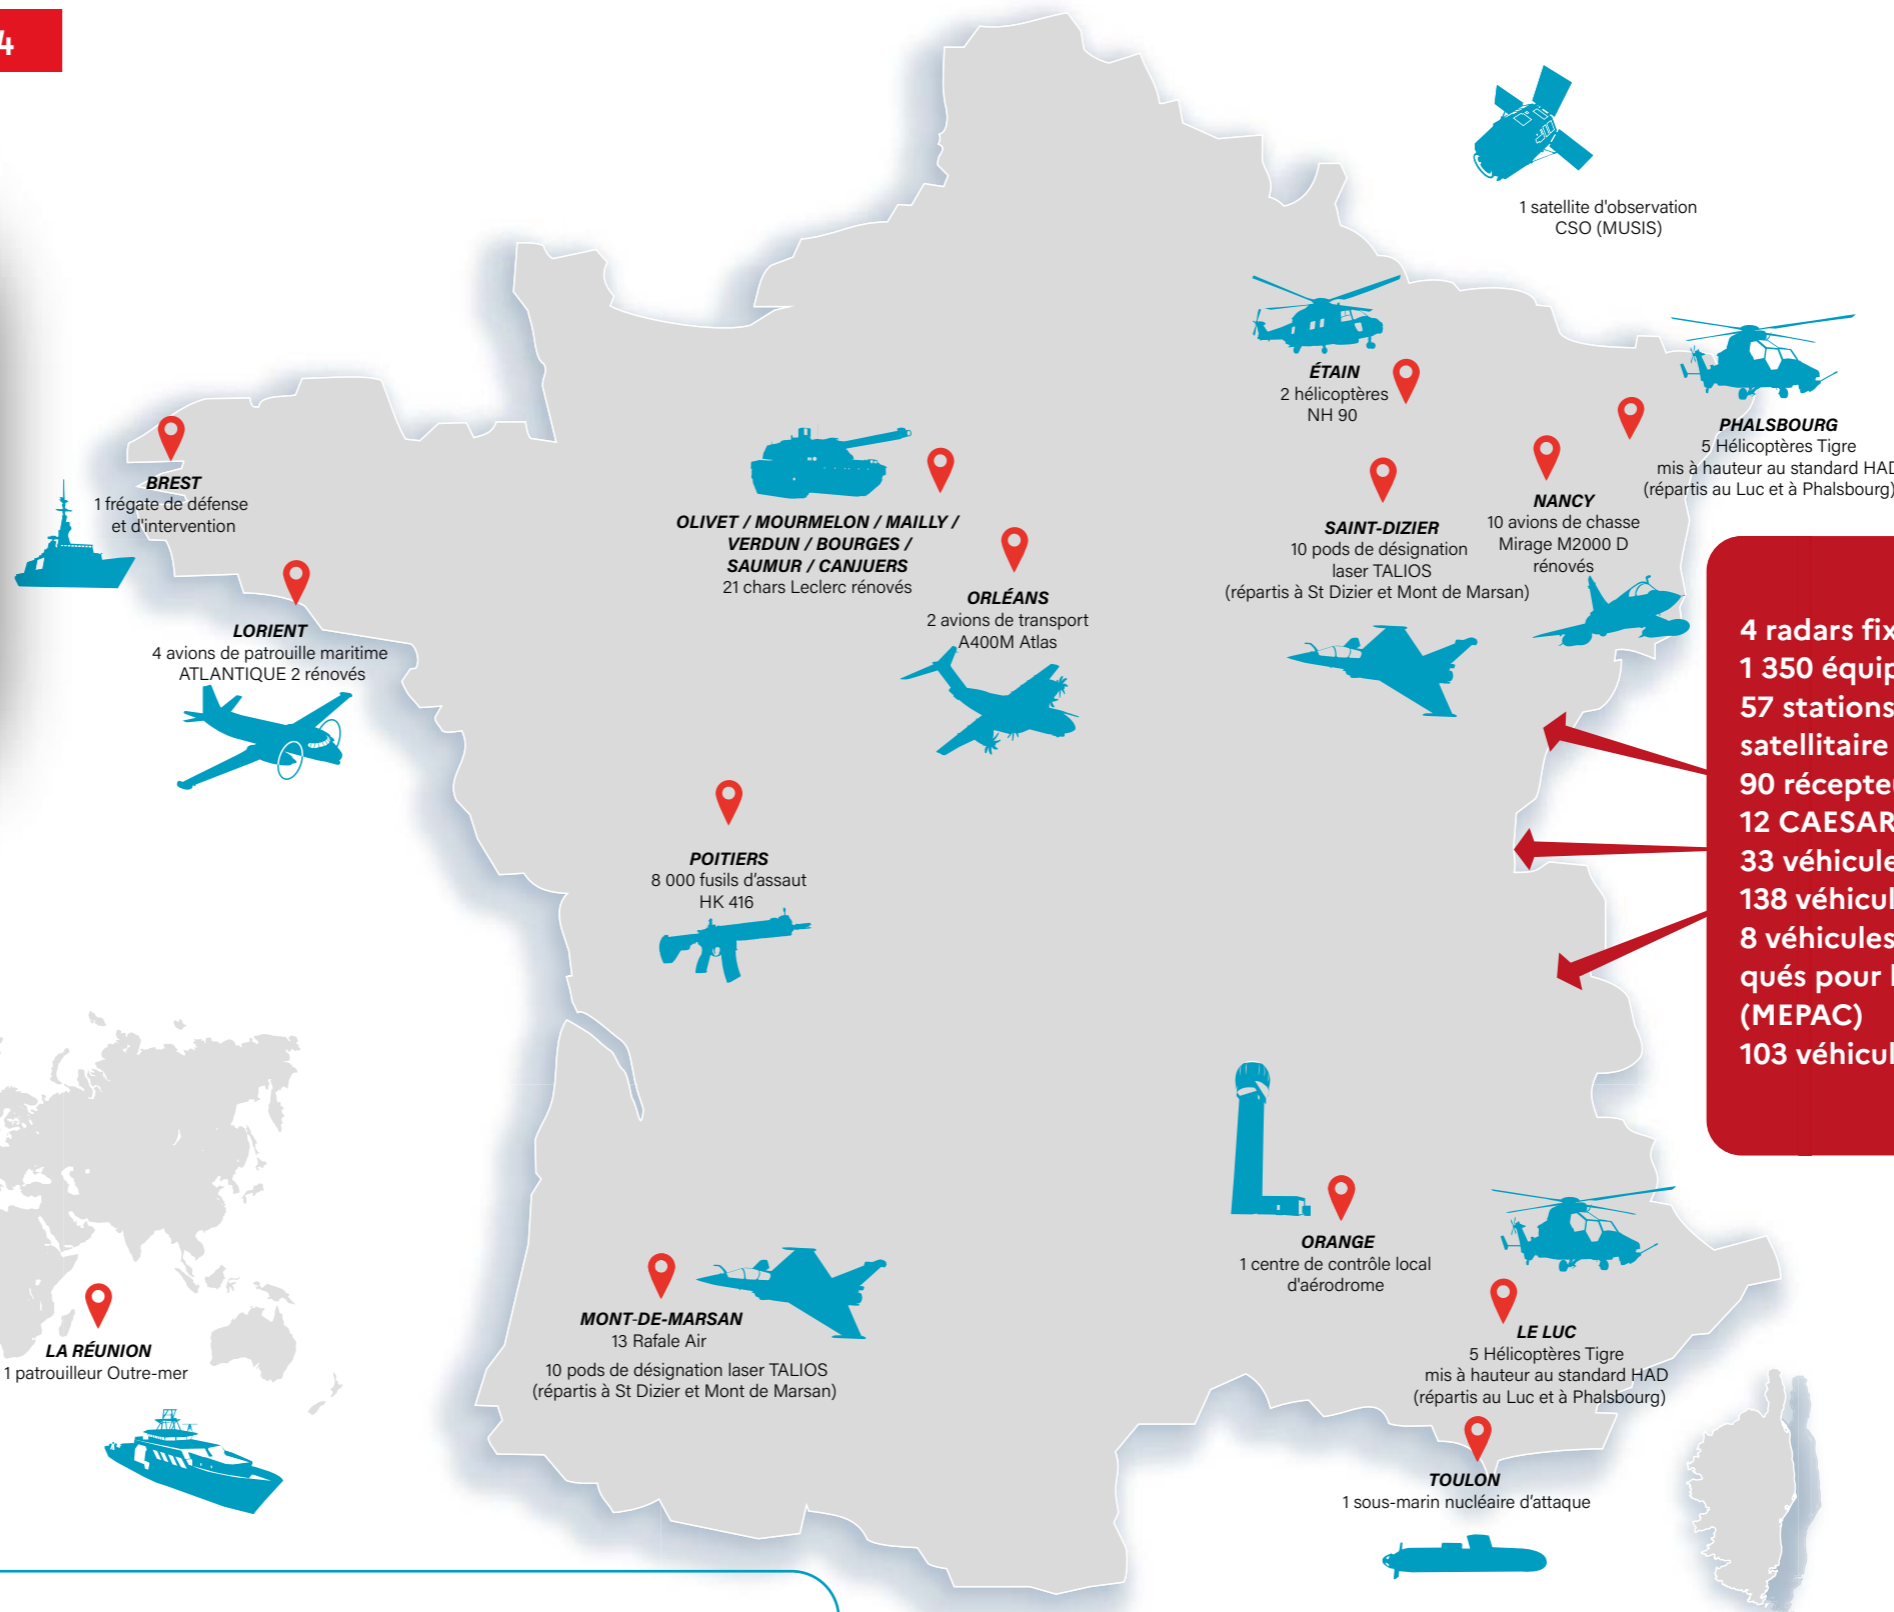 4
1 satellite d'observation
CSO (MUSIS)
ÉTAIN
2 hélicoptères
NH 90
PHALSBOURG
5 Hélicoptères Tigre
mis à hauteur au standard HAD
(répartis au Luc et à Phalsbourg)
BREST
1 frégate de défense
et d'intervention
OLIVET / MOURMELON / MAILLY /
VERDUN / BOURGES /
SAUMUR / CANJUERS
21 chars Leclerc rénovés
SAINT-DIZIER
10 pods de désignation
laser TALIOS
(répartis à St Dizier et Mont de Marsan)
NANCY
10 avions de chasse
Mirage M2000 D
rénovés
LORIENT
4 avions de patrouille maritime
ATLANTIQUE 2 rénovés
ORLÉANS
2 avions de transport
A400M Atlas
4 radars
1 350
57 stations
satellitaire
90
12 CAESAR
33
138
8 véhicules
qués pour
(MEPAC)
103
POITIERS
8 000 fusils d’assaut
HK 416
ORANGE
1 centre de contrôle local
d'aérodrome
MONT-DE-MARSAN
13 Rafale Air
10 pods de désignation laser TALIOS
(répartis à St Dizier et Mont de Marsan)
LE LUC
5 Hélicoptères Tigre
mis à hauteur au standard HAD
(répartis au Luc et à Phalsbourg)
LA RÉUNION
1 patrouilleur Outre-mer
TOULON
1 sous-marin nucléaire d’attaque